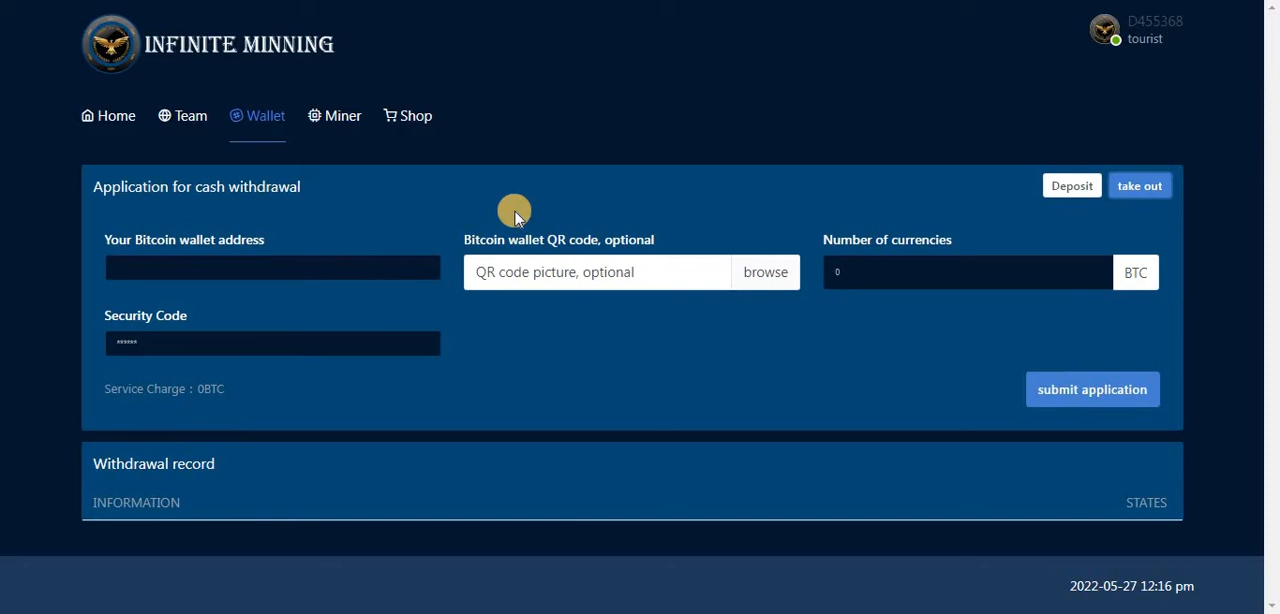 INFINITE MINNING
D455368
tourist
Home Team Wallet Miner Shop
Application for cash withdrawal Deposit take out
Your Bitcoin wallet address Bitcoin wallet QR code, optional Number of currencies
QR code picture, optional browse 0 BTC
Security Code
******
Service Charge : 0BTC submit application
Withdrawal record
INFORMATION STATES
2022-05-27 12:16 pm